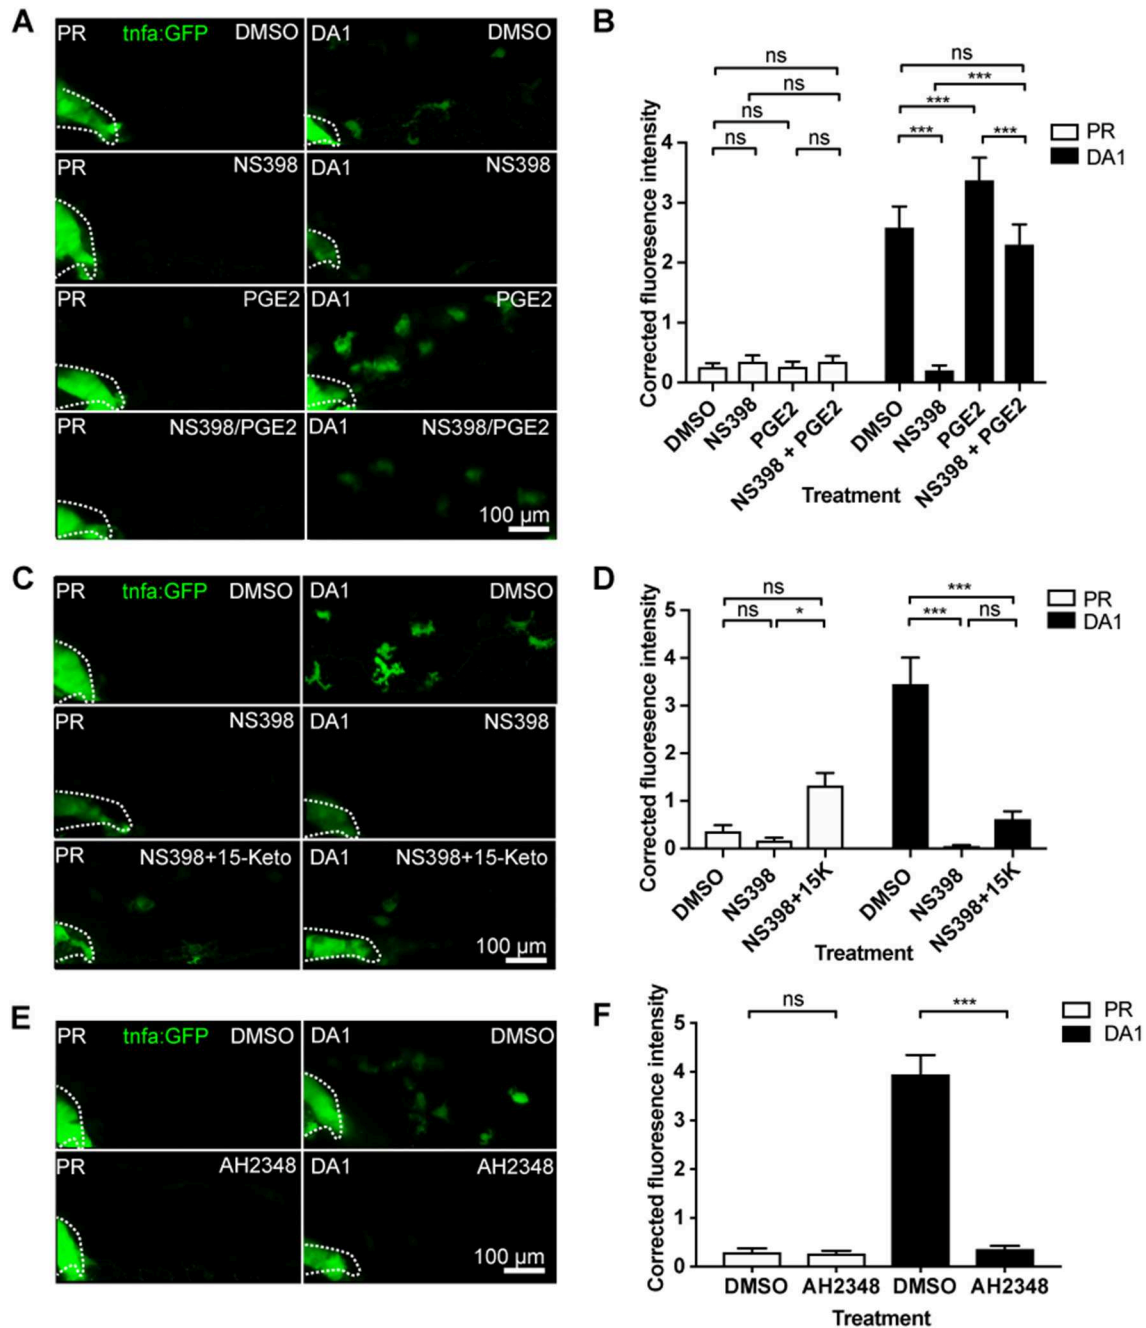 A
PR tnfa:GFP DMSO
DA1 DMSO
PR NS398
DA1 NS398
PR PGE2
DA1 PGE2
PR NS398/PGE2
DA1 NS398/PGE2
100 µm
B
ns
ns ***
ns ***
ns ns *** ***
PR
DA1
Corrected fluoresence intensity
4
3
2
1
0
DMSO
NS398
PGE2
NS398 + PGE2
DMSO
NS398
PGE2
NS398 + PGE2
Treatment
C
PR tnfa:GFP DMSO
DA1 DMSO
PR NS398
DA1 NS398
PR NS398+15-Keto
DA1 NS398+15-Keto
100 µm
D
ns ***
ns * *** ns
PR
DA1
Corrected fluoresence intensity
5
4
3
2
1
0
DMSO
NS398
NS398+15K
DMSO
NS398
NS398+15K
Treatment
E
PR tnfa:GFP DMSO
DA1 DMSO
PR AH2348
DA1 AH2348
100 µm
F
ns ***
PR
DA1
Corrected fluoresence intensity
5
4
3
2
1
0
DMSO AH2348 DMSO AH2348
Treatment